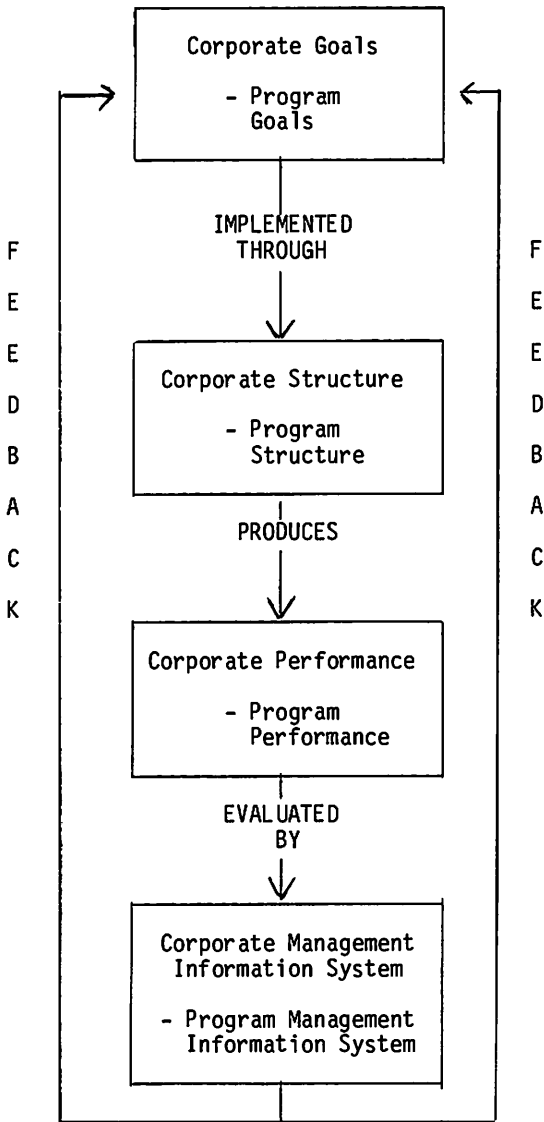 Corporate Goals
- Program
Goals
IMPLEMENTED
THROUGH
Corporate Structure
- Program
Structure
PRODUCES
Corporate Performance
- Program
Performance
EVALUATED
BY
Corporate Management
Information System
- Program Management
Information System
F
E
E
D
B
A
C
K
F
E
E
D
B
A
C
K